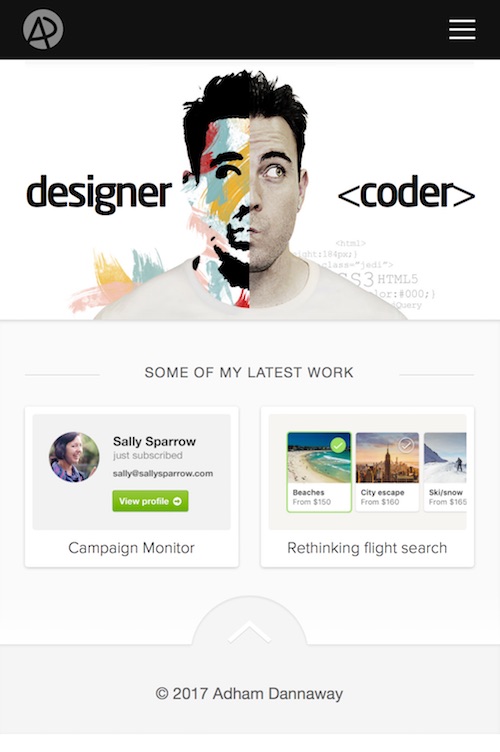 AD
designer
<coder>
<html>
ight:184px;}
class="jedi">
SS3 HTML5
olor:#000;}
jQuery
SOME OF MY LATEST WORK
Sally Sparrow
just subscribed
sally@sallysparrow.com
View profile
Campaign Monitor
Beaches
From $150
City escape
From $160
Ski/snow
From $165
Rethinking flight search
© 2017 Adham Dannaway